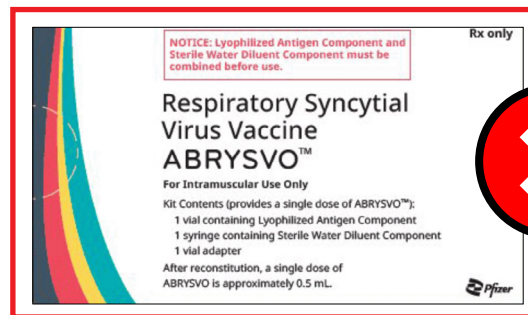 Rx only
NOTICE: Lyophilized Antigen Component and
Sterile Water Diluent Component must be
combined before use.
Respiratory Syncytial
Virus Vaccine
ABRYSVO™
For Intramuscular Use Only
Kit Contents (provides a single dose of ABRYSVO™):
1 vial containing Lyophilized Antigen Component
1 syringe containing Sterile Water Diluent Component
1 vial adapter
After reconstitution, a single dose of
ABRYSVO is approximately 0.5 mL.
Pfizer